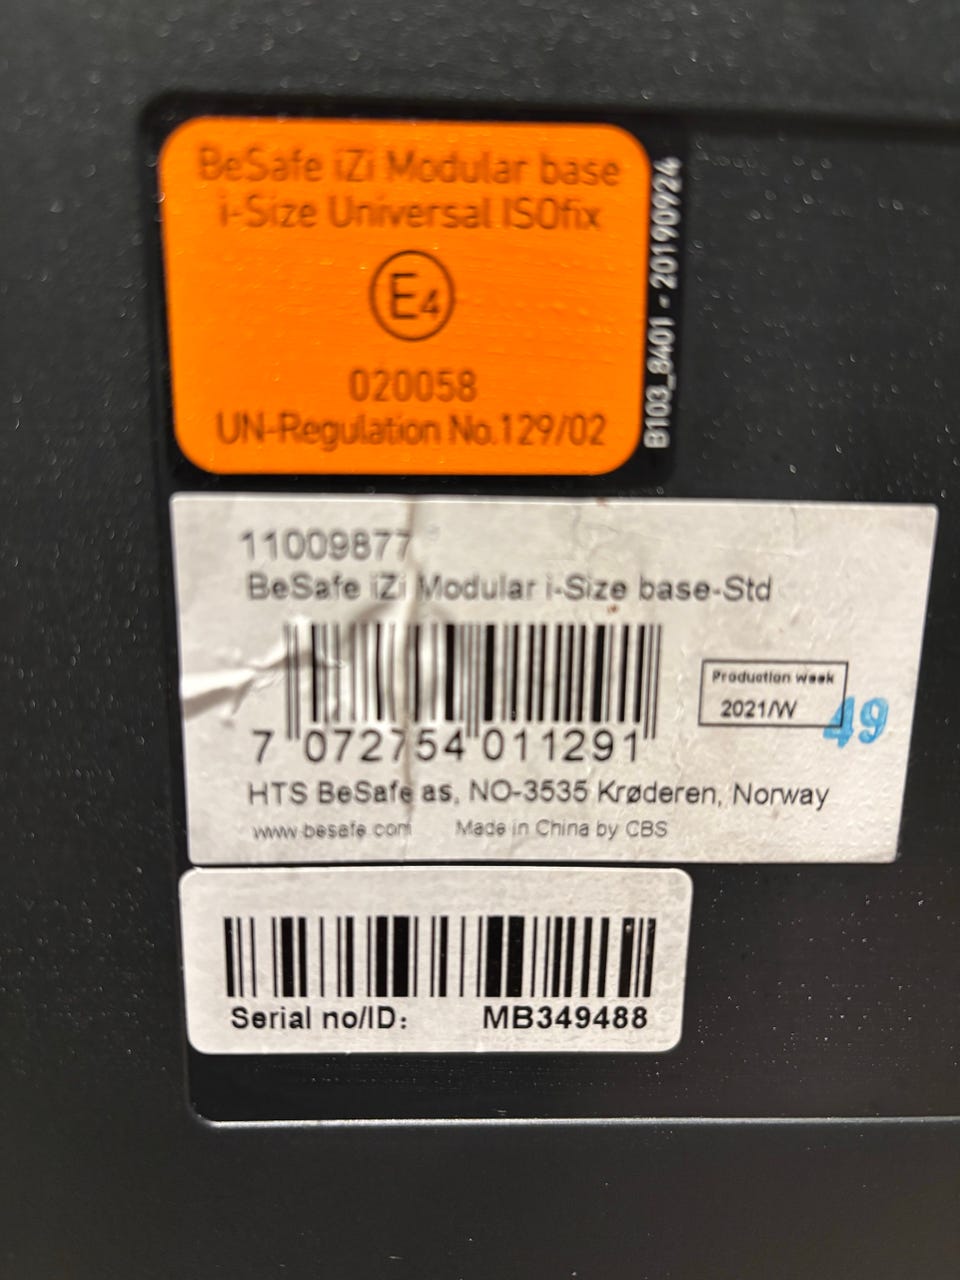 BeSafe iZi Modular base
i-Size Universal ISOfix
E4
020058
UN-Regulation No.129/02
B103_8401 - 20190924
11009877
BeSafe iZi Modular i-Size base-Std
7 072754 011291
Production week
2021/W 49
HTS BeSafe as, NO-3535 Krøderen, Norway
www.besafe.com Made in China by CBS
Serial no/ID: MB349488